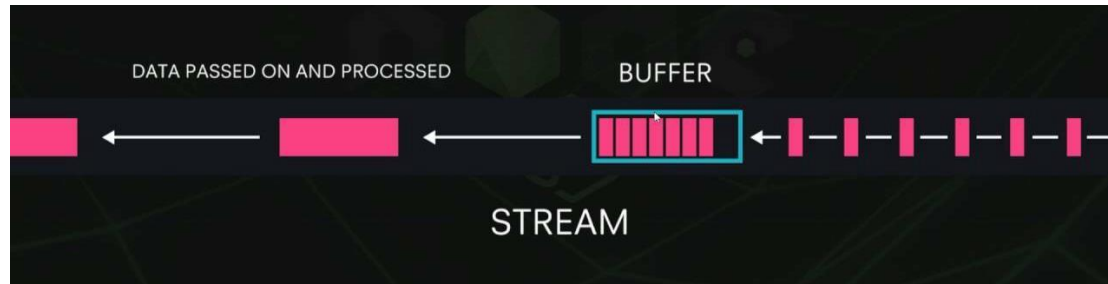 DATA PASSED ON AND PROCESSED
BUFFER
STREAM